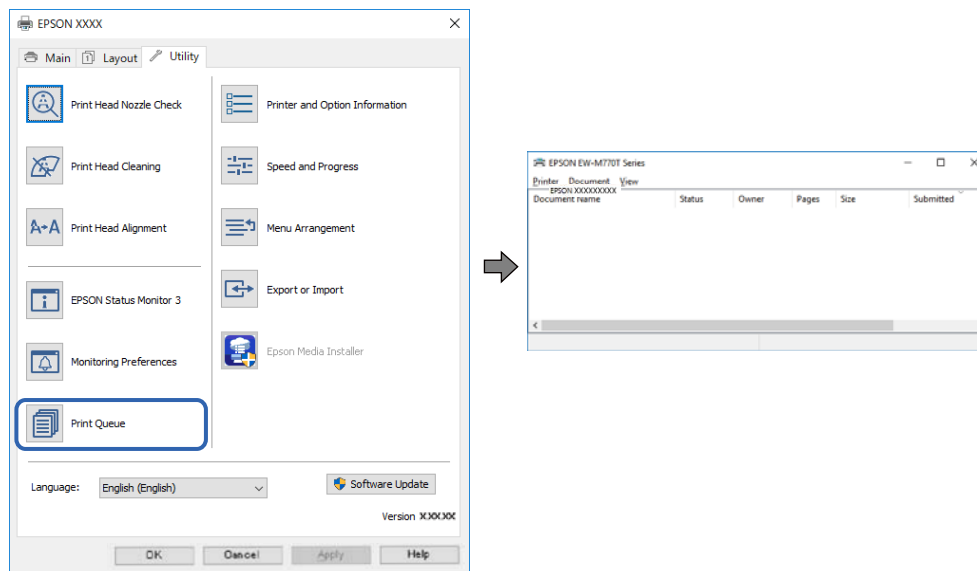 EPSON XXXX
Main
Layout
Utility
Print Head Nozzle Check
Printer and Option Information
Print Head Cleaning
Speed and Progress
Print Head Alignment
Menu Arrangement
EPSON Status Monitor 3
Export or Import
Monitoring Preferences
Epson Media Installer
Print Queue
Language:
English (English)
Software Update
Version X.XX.XX
OK
Cancel
Apply
Help
EPSON EW-M770T Series
Printer Document View
EPSON XXXXXXXXX
Document Name Status Owner Pages Size Submitted